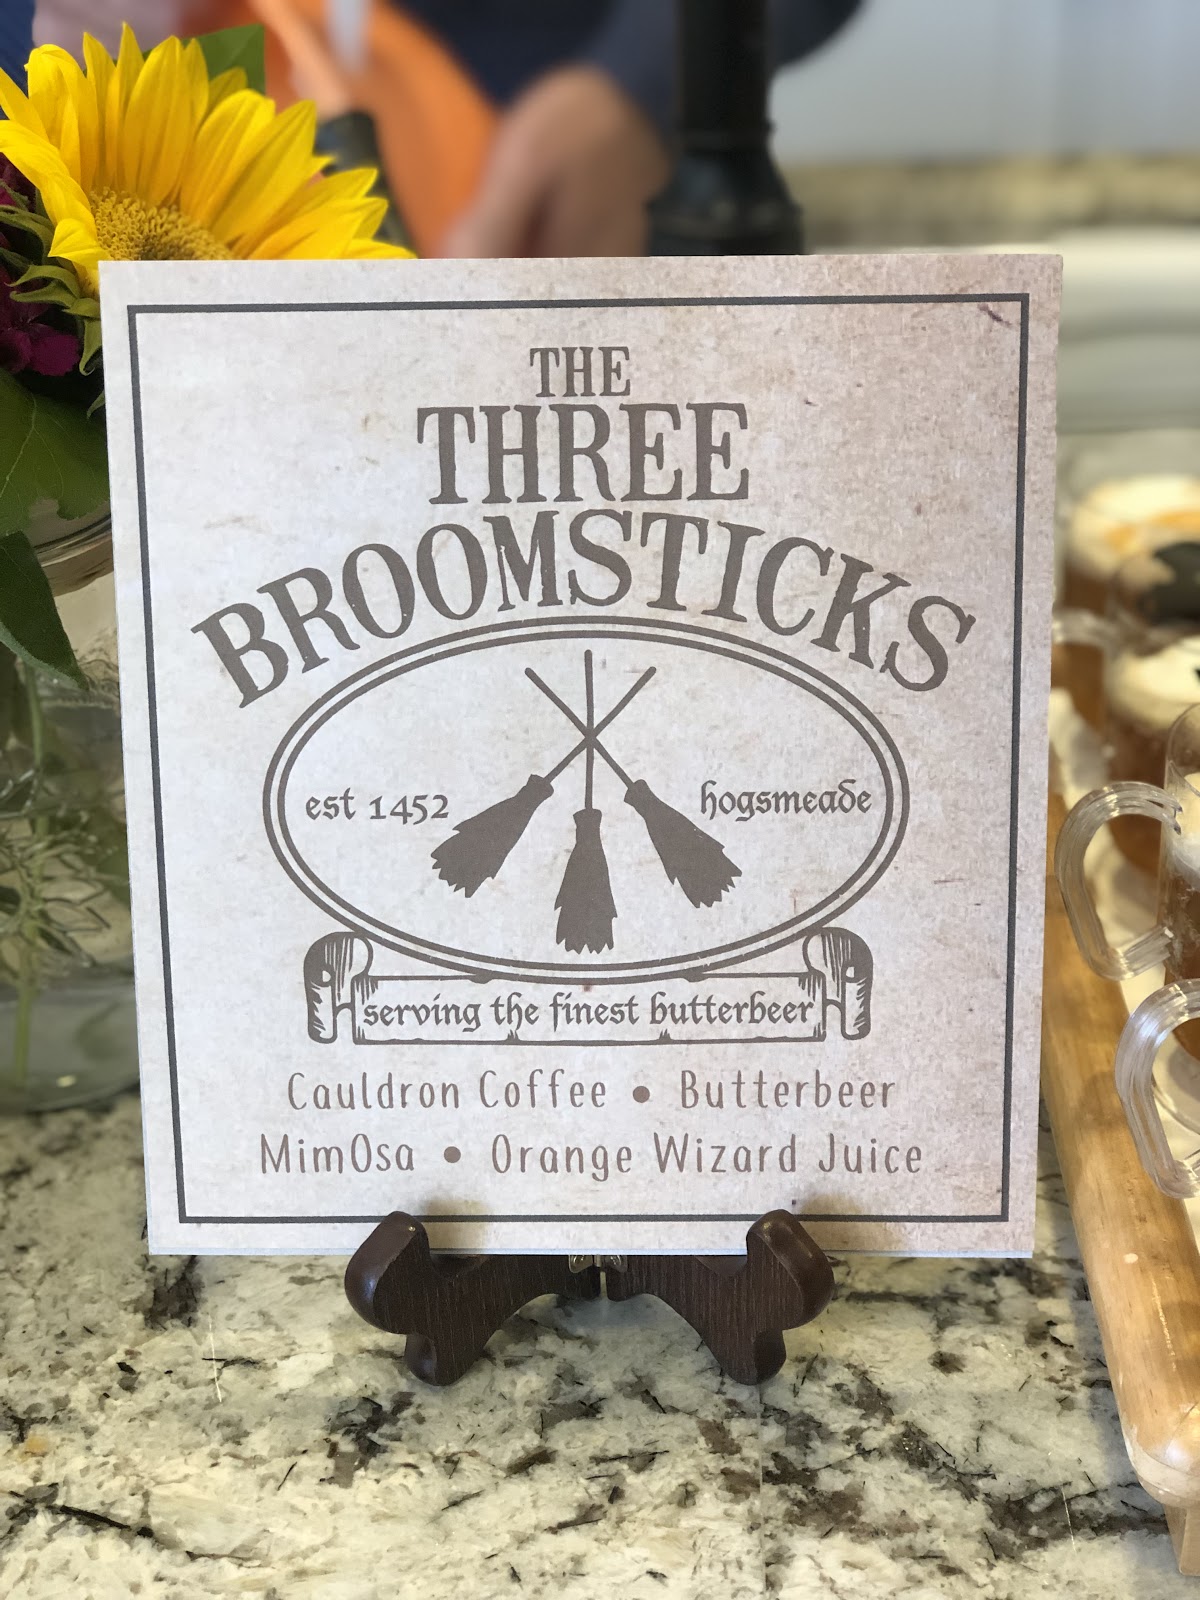 THE
THREE
BROOMSTICKS
est 1452 hogsmeade
serving the finest butterbeer
Cauldron Coffee • Butterbeer
MimOsa • Orange Wizard Juice